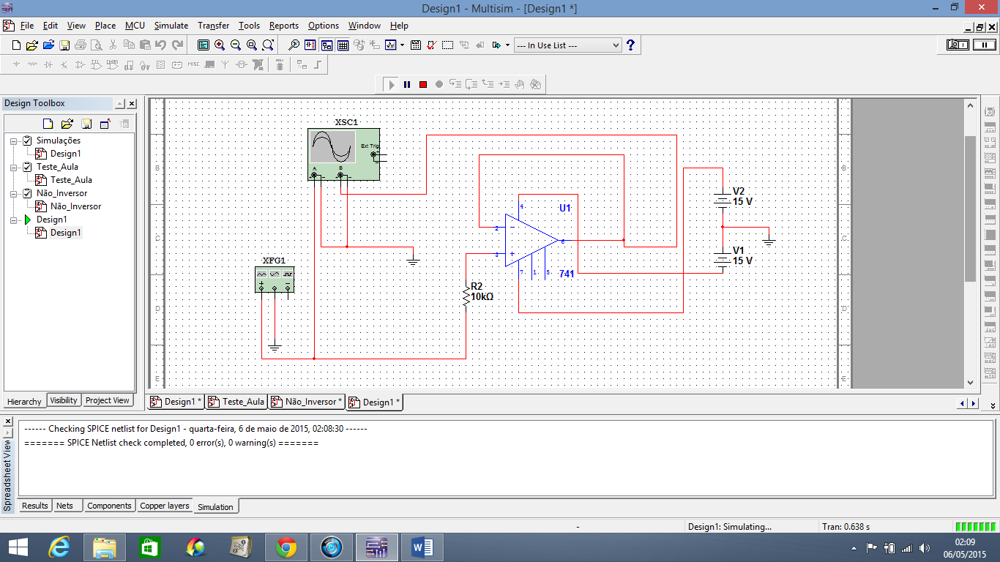 Design1 - Multisim - [Design1 *]
File Edit View Place MCU Simulate Transfer Tools Reports Options Window Help
--- In Use List ---
MISC
Design Toolbox
Simulações
Design1
Teste_Aula
Teste_Aula
Não_Inversor
Não_Inversor
Design1
Design1
Hierarchy Visibility Project View
XSC1
Ext Trig
A B
XFG1
U1
741
2
3
4
6
7
1
5
R2
10kΩ
V2
15 V
V1
15 V
B
C
D
E
B
C
D
E
Design1 * Teste_Aula Não_Inversor * Design1 *
Spreadsheet View
------ Checking SPICE netlist for Design1 - quarta-feira, 6 de maio de 2015, 02:08:30 ------
======= SPICE Netlist check completed, 0 error(s), 0 warning(s) =======
Results Nets Components Copper layers Simulation
- Design1: Simulating... Tran: 0.638 s
02:09
06/05/2015